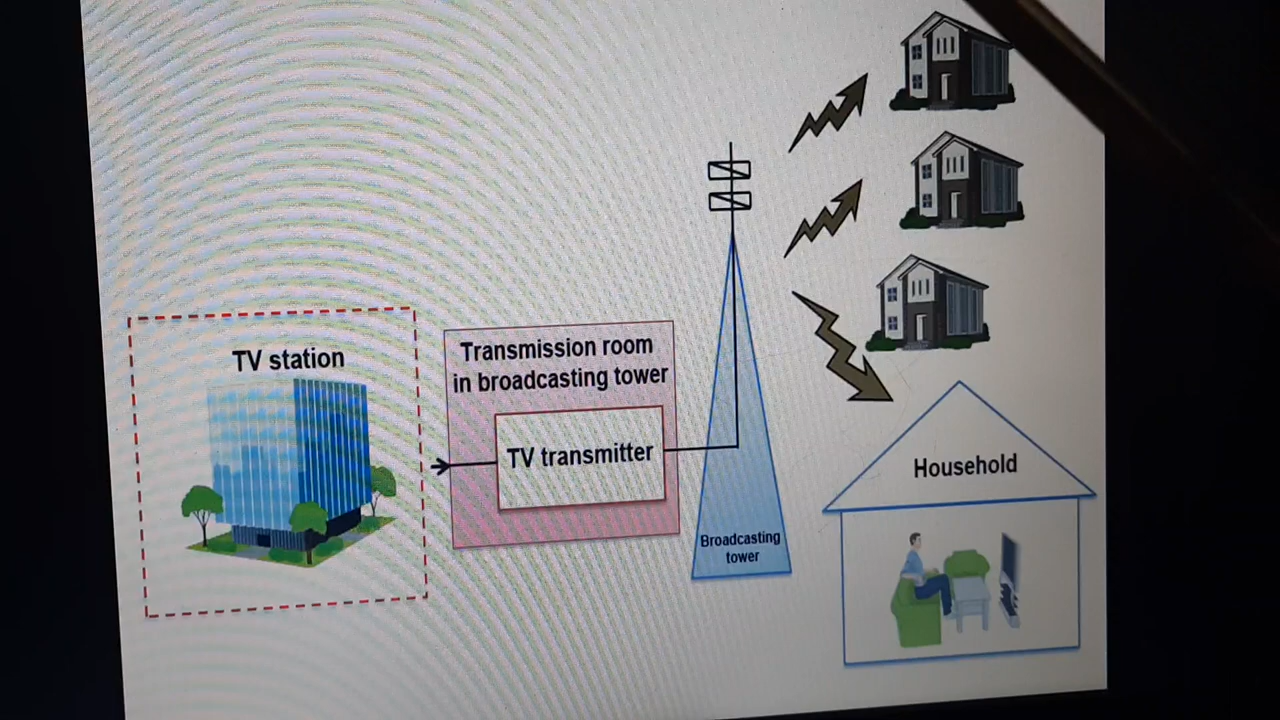 TV station
Transmission room
in broadcasting tower
TV transmitter
Broadcasting
tower
Household